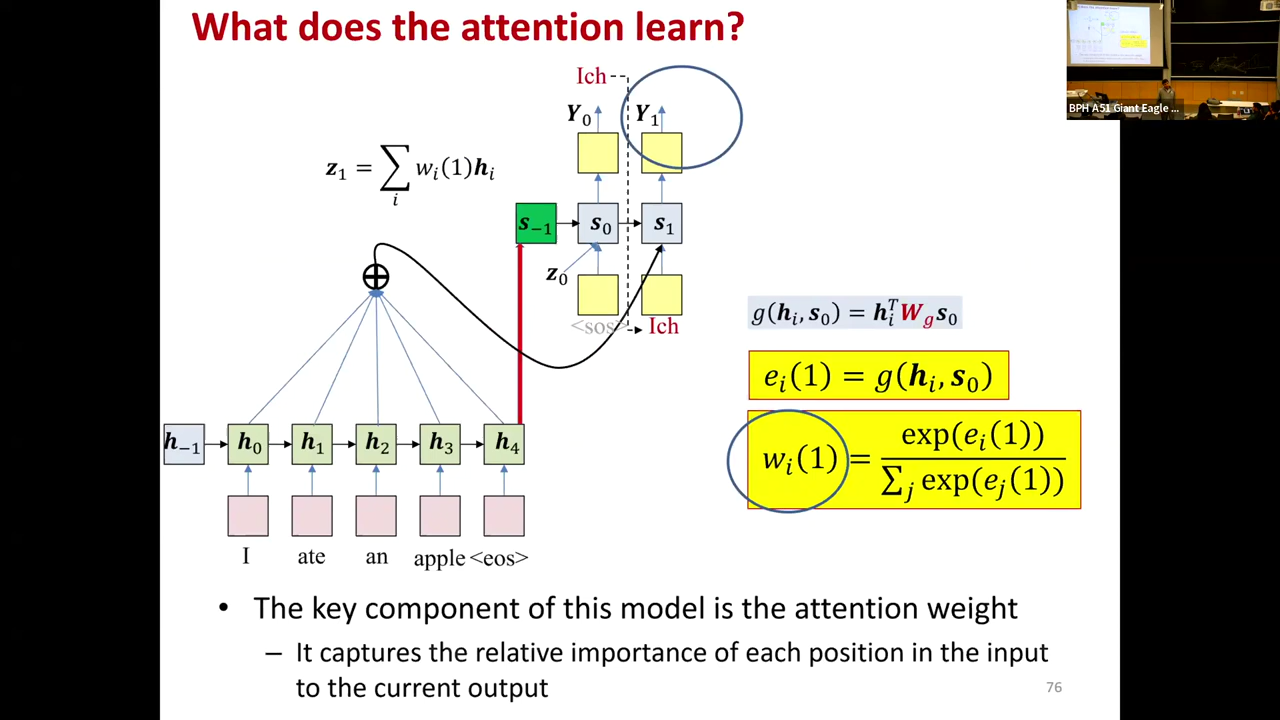 What does the attention learn?
BPH A51 Giant Eagle ...
Ich
Y₀ Y₁
z₁ = ∑ᵢ wᵢ(1)hᵢ
s₋₁ s₀ s₁
z₀
<sos> Ich
g(hᵢ, s₀) = hᵢᵀW_g s₀
eᵢ(1) = g(hᵢ, s₀)
wᵢ(1) = exp(eᵢ(1)) / ∑ⱼ exp(eⱼ(1))
h₋₁ h₀ h₁ h₂ h₃ h₄
I ate an apple <eos>
• The key component of this model is the attention weight
– It captures the relative importance of each position in the input
to the current output
76